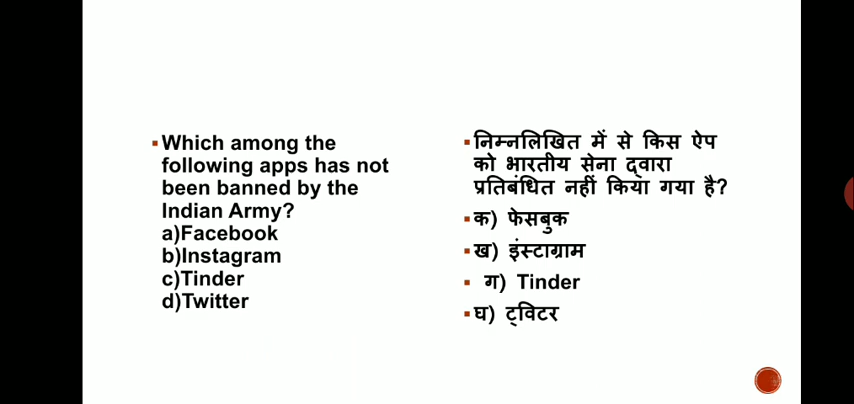 Which among the
following apps has not
been banned by the
Indian Army?
a)Facebook
b)Instagram
c)Tinder
d)Twitter
निम्नलिखित में से किस ऐप
को भारतीय सेना द्वारा
प्रतिबंधित नहीं किया गया है?
क) फेसबुक
ख) इंस्टाग्राम
ग) Tinder
घ) ट्विटर